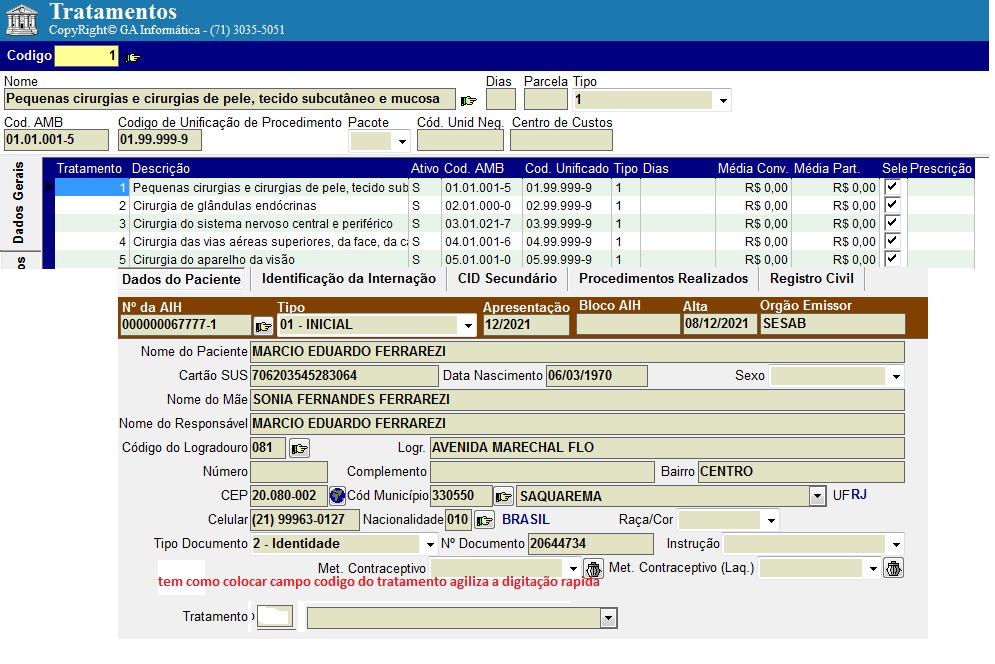 Tratamentos
CopyRight© GA Informática - (71) 3035-5051
Codigo 1
Nome Dias Parcela Tipo
Pequenas cirurgias e cirurgias de pele, tecido subcutâneo e mucosa 1
Cod. AMB Codigo de Unificação de Procedimento Pacote Cód. Unid Neg. Centro de Custos
01.01.001-5 01.99.999-9
Dados Gerais
os
Tratamento Descrição Ativo Cod. AMB Cod. Unificado Tipo Dias Média Conv. Média Part. Sele Prescrição
1 Pequenas cirurgias e cirurgias de pele, tecido sub S 01.01.001-5 01.99.999-9 1 R$ 0,00 R$ 0,00
2 Cirurgia de glândulas endócrinas S 02.01.000-0 02.99.999-9 1 R$ 0,00 R$ 0,00
3 Cirurgia do sistema nervoso central e periférico S 03.01.021-7 03.99.999-9 1 R$ 0,00 R$ 0,00
4 Cirurgia das vias aéreas superiores, da face, da ca S 04.01.001-6 04.99.999-9 1 R$ 0,00 R$ 0,00
5 Cirurgia do aparelho da visão S 05.01.001-0 05.99.999-9 1 R$ 0,00 R$ 0,00
Dados do Paciente Identificação da Internação CID Secundário Procedimentos Realizados Registro Civil
Nº da AIH Tipo Apresentação Bloco AIH Alta Orgão Emissor
000000067777-1 01 - INICIAL 12/2021 08/12/2021 SESAB
Nome do Paciente MARCIO EDUARDO FERRAREZI
Cartão SUS 706203545283064 Data Nascimento 06/03/1970 Sexo
Nome do Mãe SONIA FERNANDES FERRAREZI
Nome do Responsável MARCIO EDUARDO FERRAREZI
Código do Logradouro 081 Logr. AVENIDA MARECHAL FLO
Número Complemento Bairro CENTRO
CEP 20.080-002 Cód Município 330550 SAQUAREMA UF RJ
Celular (21) 99963-0127 Nacionalidade 010 BRASIL Raça/Cor
Tipo Documento 2 - Identidade Nº Documento 20644734 Instrução
Met. Contraceptivo Met. Contraceptivo (Laq.)
tem como colocar campo codigo do tratamento agiliza a digitação rapida
Tratamento